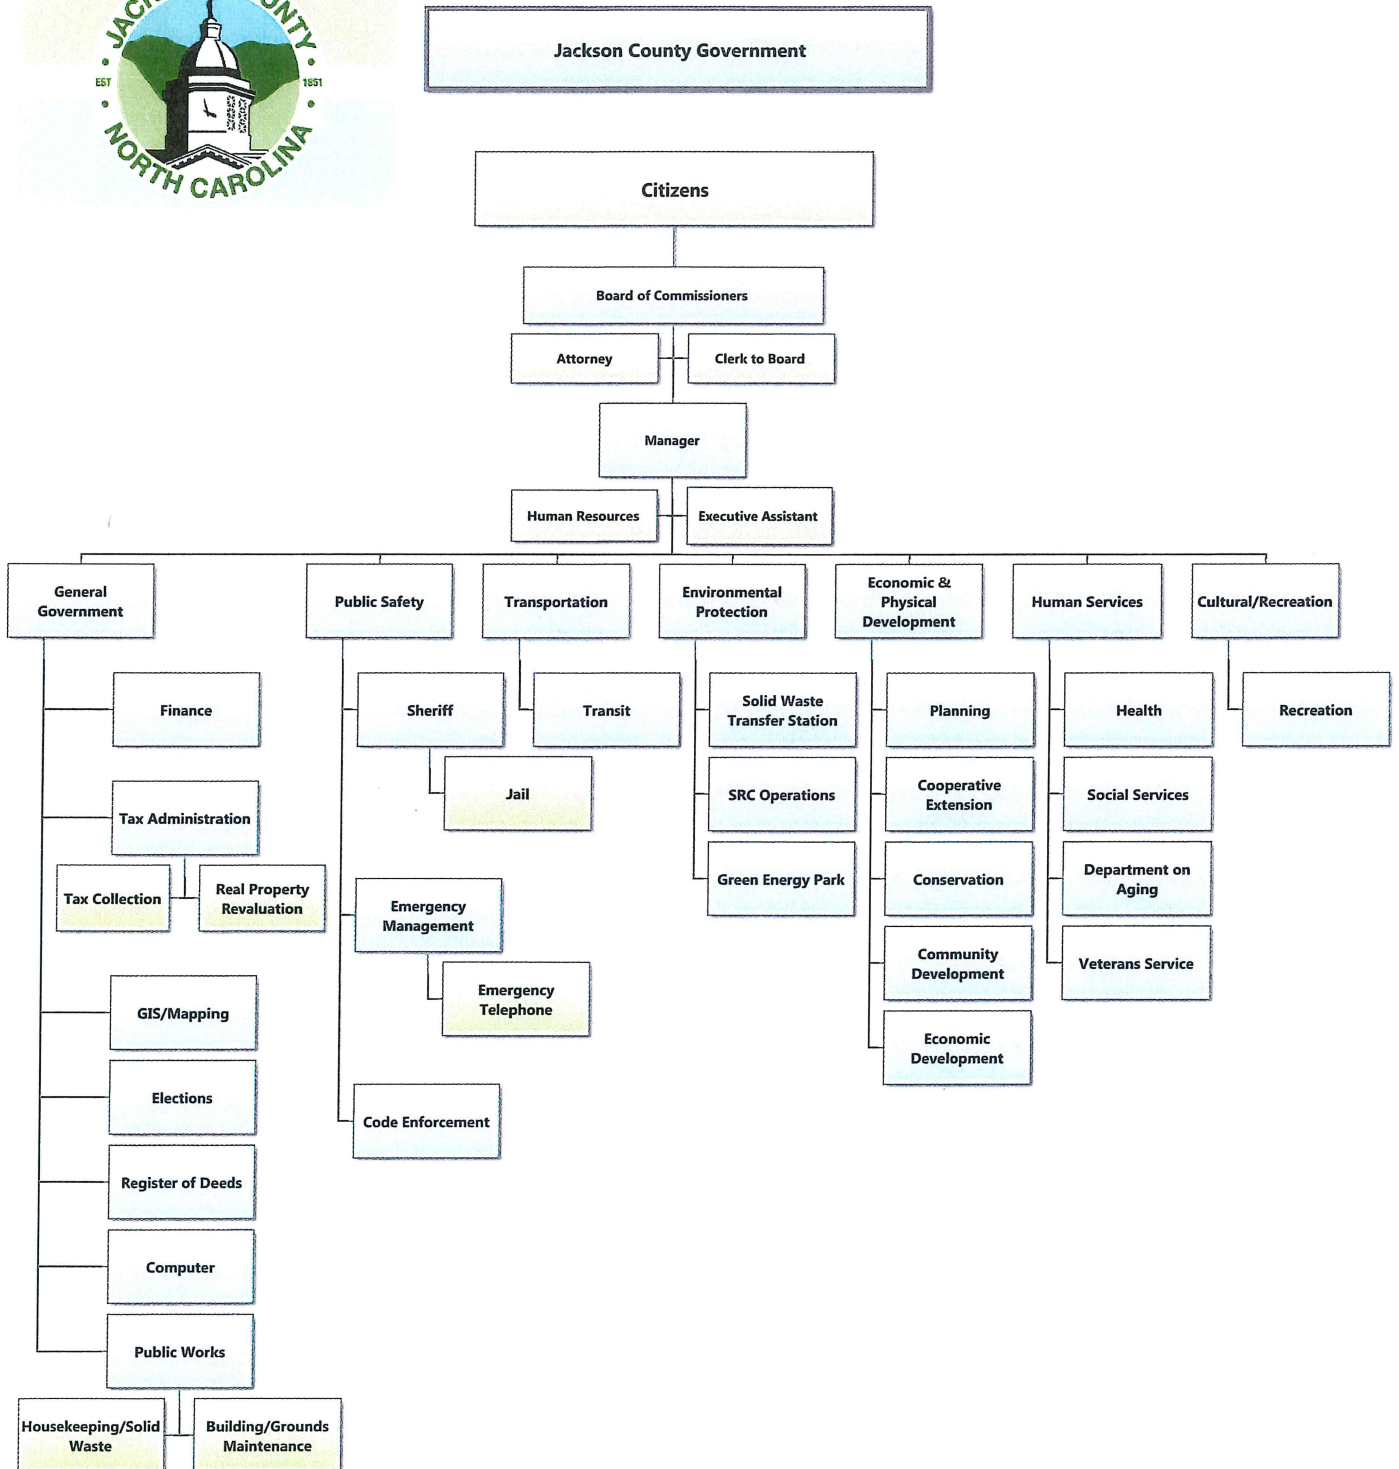 JACK
UNTY
EST
1851
NORTH CAROLINA
Jackson County Government
Citizens
Board of Commissioners
Attorney
Clerk to Board
Manager
Human Resources
Executive Assistant
General
Government
Public Safety
Transportation
Environmental
Protection
Economic &
Physical
Development
Human Services
Cultural/Recreation
Finance
Tax Administration
Tax Collection
Real Property
Revaluation
GIS/Mapping
Elections
Register of Deeds
Computer
Public Works
Housekeeping/Solid
Waste
Building/Grounds
Maintenance
Sheriff
Jail
Emergency
Management
Emergency
Telephone
Code Enforcement
Transit
Solid Waste
Transfer Station
SRC Operations
Green Energy Park
Planning
Cooperative
Extension
Conservation
Community
Development
Economic
Development
Health
Social Services
Department on
Aging
Veterans Service
Recreation